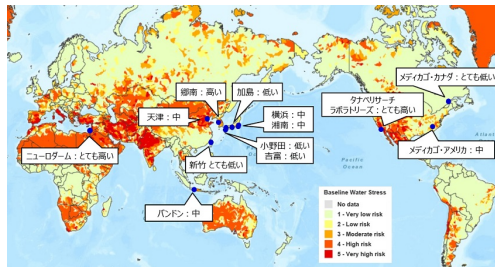 郷南：高い
加島：低い
メディカゴ・カナダ：とても低い
天津：中
横浜：中
湘南：中
タナベリサーチ
ラボラトリーズ：とても高い
小野田：低い
吉富：低い
ニューロダーム：とても高い
新竹 とても低い
メディカゴ・アメリカ：中
バンドン：中
Pacific
Ocean
Atlant
Baseline Water Stress
No data
1 - Very low risk
2 - Low risk
3 - Moderate risk
4 - High risk
5 - Very high risk